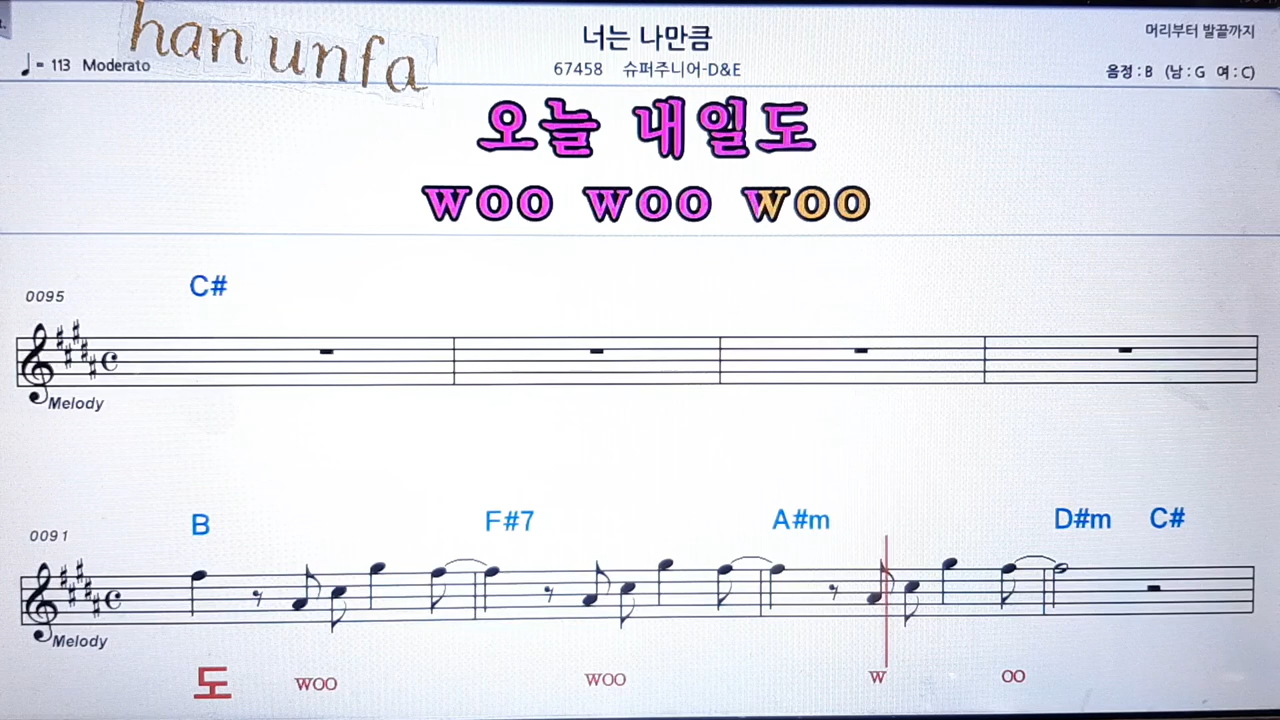 han unfa
너는 나만큼
머리부터 발끝까지
♩= 113 Moderato
67458 슈퍼주니어-D&E
음정 : B (남 : G 여 : C)
오늘 내일도
woo woo woo
0095
C#
Melody
0091
B F#7 A#m D#m C#
Melody
도 woo woo w oo